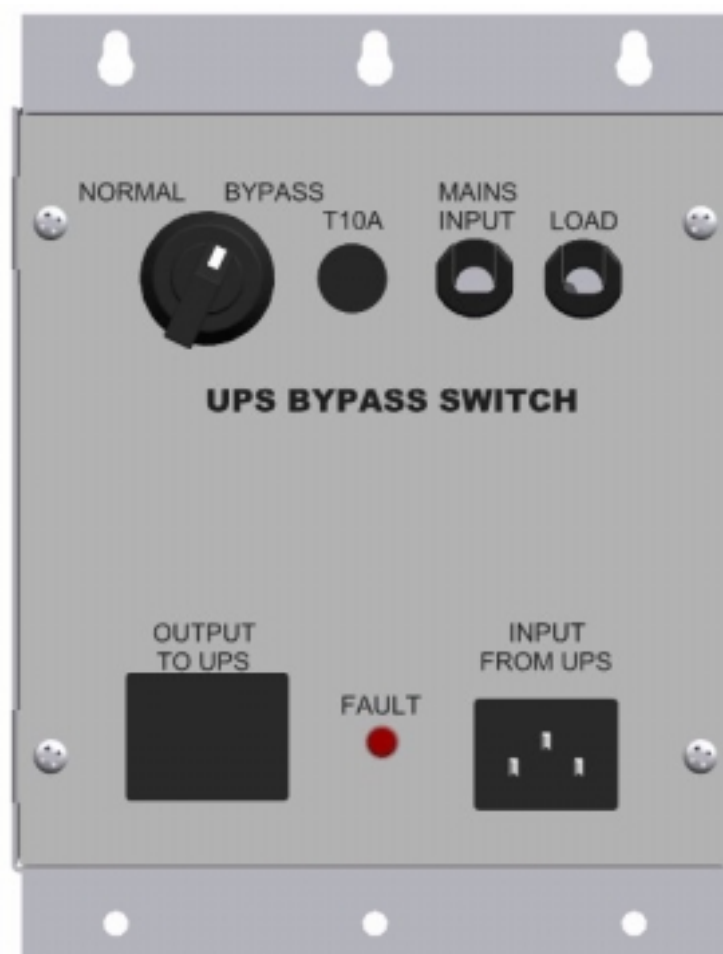 NORMAL BYPASS
T10A
MAINS
INPUT
LOAD
UPS BYPASS SWITCH
OUTPUT
TO UPS
FAULT
INPUT
FROM UPS